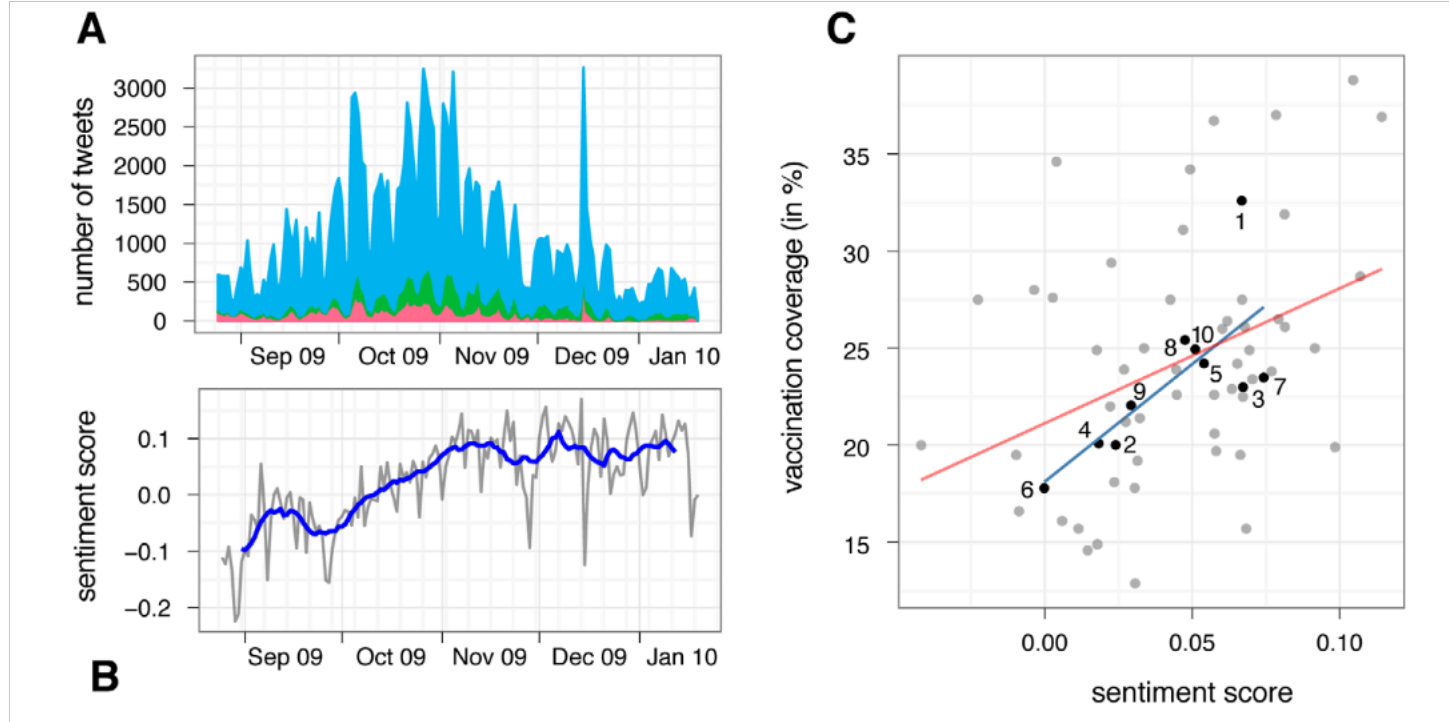 A
number of tweets
3000
2500
2000
1500
1000
500
0
Sep 09 Oct 09 Nov 09 Dec 09 Jan 10
sentiment score
0.1
0.0
−0.1
−0.2
Sep 09 Oct 09 Nov 09 Dec 09 Jan 10
B
C
vaccination coverage (in %)
35
30
25
20
15
1
10
8
5
7
3
9
4
2
6
0.00 0.05 0.10
sentiment score